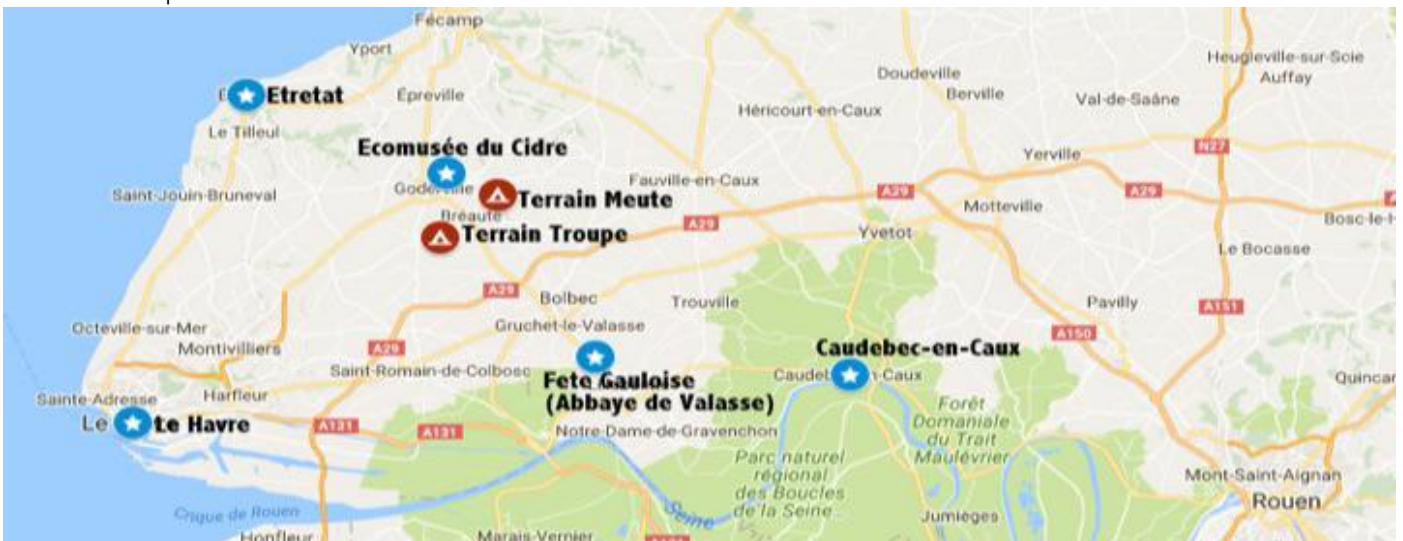 Fécamp
Yport
Heugleville-sur-Scie
Auffay
Doudeville
Berville
Val-de-Saâne
Etretat
Épreville
Héricourt-en-Caux
Le Tilleul
Ecomusée du Cidre
N27
Yerville
Saint-Jouin-Bruneval
Fauville-en-Caux
A29
A29
Terrain Meute
Motteville
Bréauté
Bosc-le-H
A29
Terrain Troupe
Yvetot
Le Bocasse
A29
Bolbec
Trouville
Pavilly
A151
Octeville-sur-Mer
Gruchet-le-Valasse
A150
Montivilliers
A29
Caudebec-en-Caux
Saint-Romain-de-Colbosc
Fete Gauloise
(Abbaye de Valasse)
Quincar
Sainte-Adresse
Harfleur
Le
Le Havre
A131
A131
Notre-Dame-de-Gravenchon
Forêt
Domaniale
du Trait
Maulévrier
Parc naturel
régional
des Boucles
de la Seine
Seine
Mont-Saint-Aignan
Rouen
Crique de Rouen
Jumièges
Honfleur
Marais-Vernier